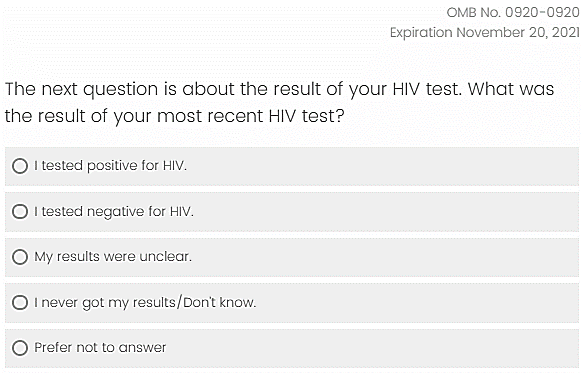 OMB No. 0920-0920
Expiration November 20, 2021
The next question is about the result of your HIV test. What was
the result of your most recent HIV test?
I tested positive for HIV.
I tested negative for HIV.
My results were unclear.
I never got my results/Don't know.
Prefer not to answer